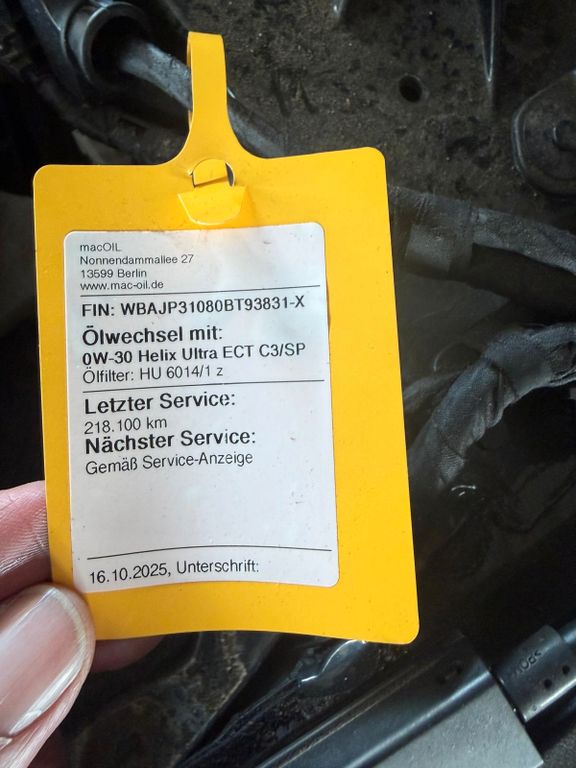 macOIL
Nonnendammallee 27
13599 Berlin
www.mac-oil.de
FIN: WBAJP31080BT93831-X
Ölwechsel mit:
0W-30 Helix Ultra ECT C3/SP
Ölfilter: HU 6014/1 z
Letzter Service:
218.100 km
Nächster Service:
Gemäß Service-Anzeige
16.10.2025, Unterschrift: